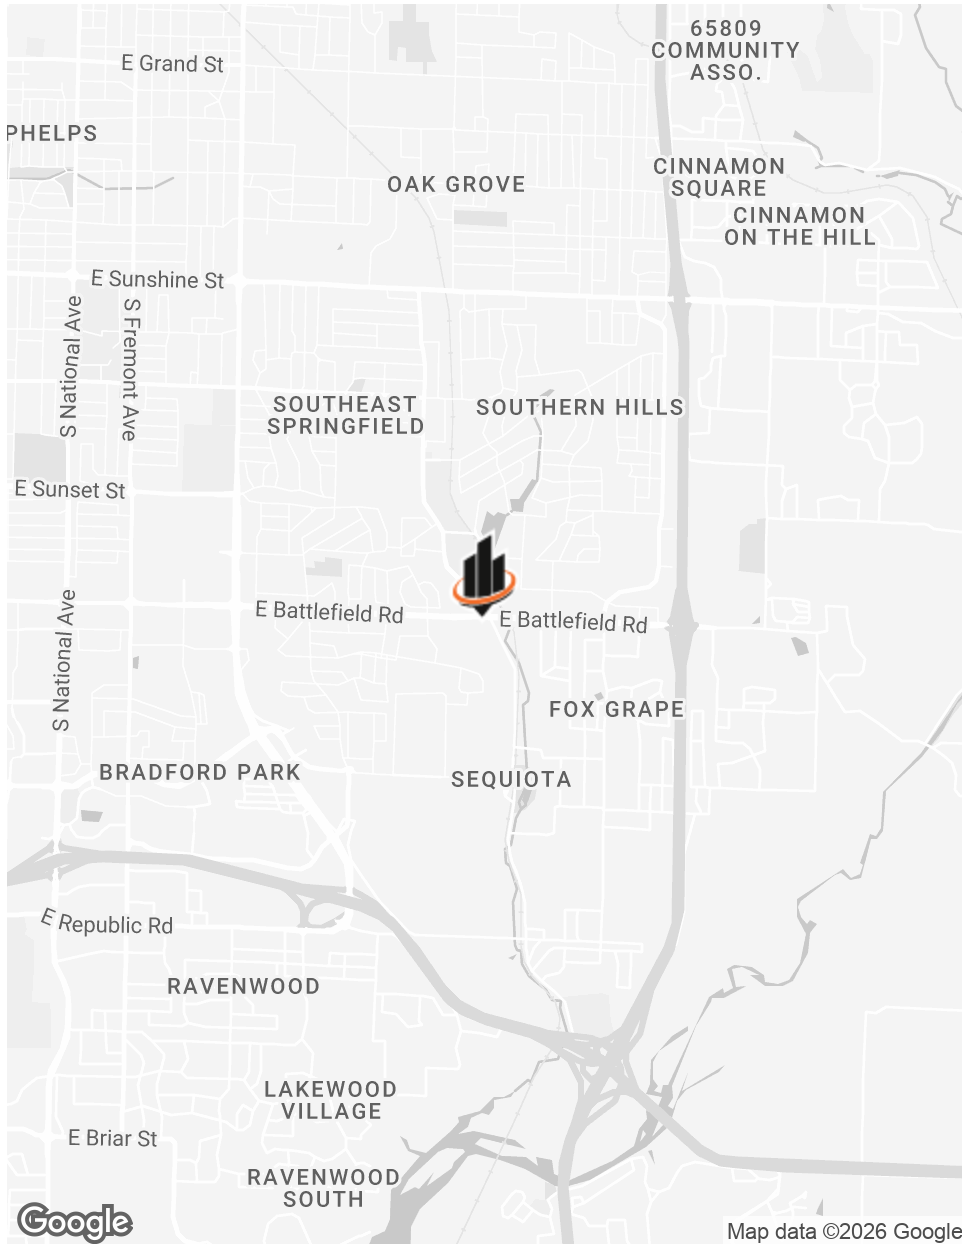 65809
COMMUNITY
ASSO.
E Grand St
PHELPS
CINNAMON
SQUARE
OAK GROVE
CINNAMON
ON THE HILL
E Sunshine St
S National Ave
S Fremont Ave
SOUTHEAST
SPRINGFIELD
SOUTHERN HILLS
E Sunset St
E Battlefield Rd
E Battlefield Rd
S National Ave
FOX GRAPE
BRADFORD PARK
SEQUIOTA
E Republic Rd
RAVENWOOD
LAKEWOOD
VILLAGE
E Briar St
RAVENWOOD
SOUTH
Google
Map data ©2026 Google